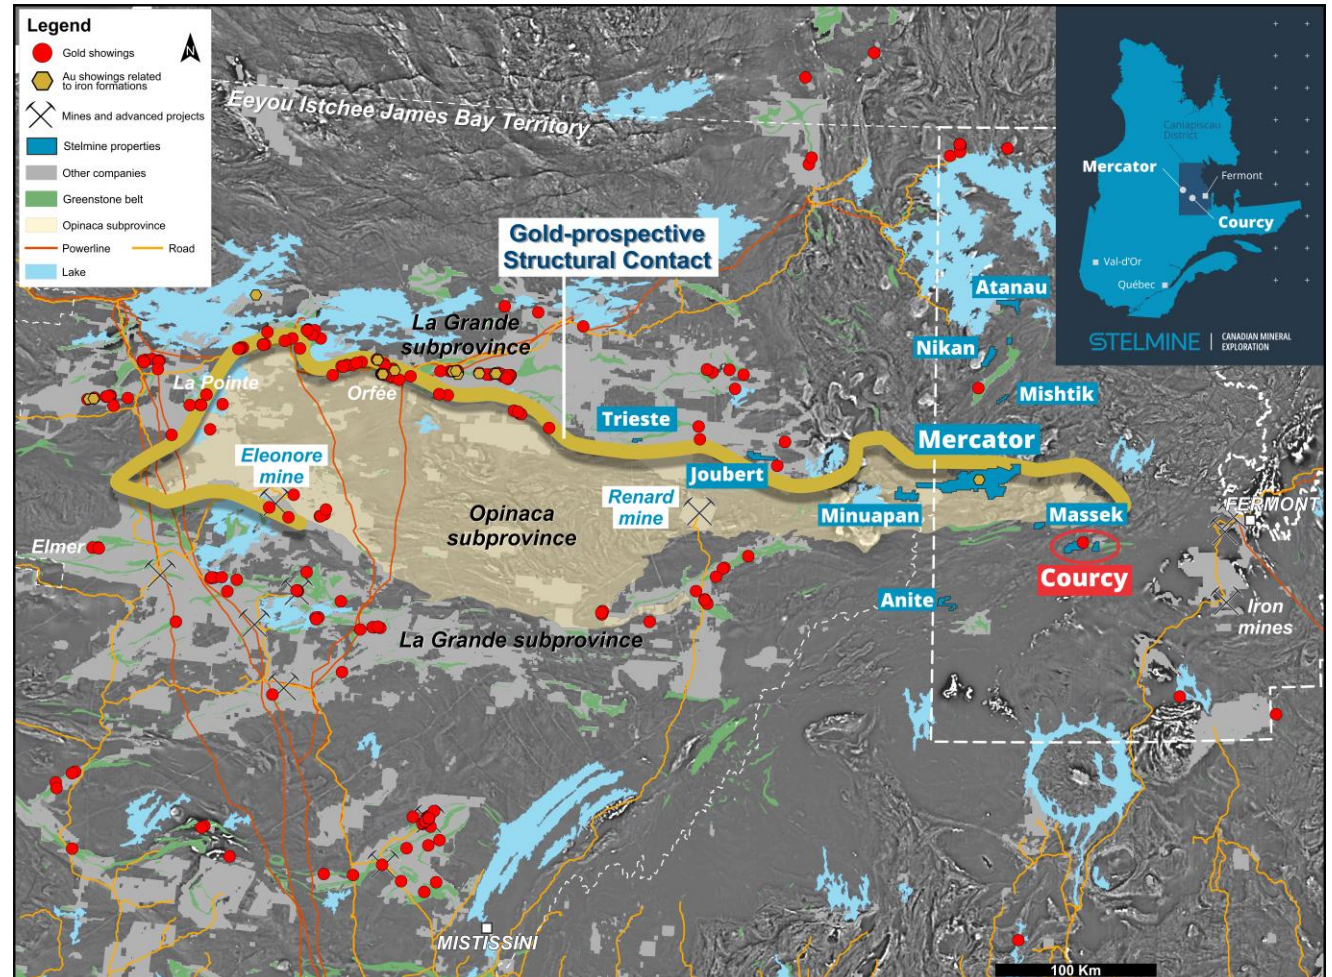 Legend
Gold showings
Au showings related
to iron formations
Mines and advanced projects
Stelmine properties
Other companies
Greenstone belt
Opinaca subprovince
Powerline
Road
Lake
N
Eeyou Istchee James Bay Territory
Gold-prospective
Structural Contact
La Grande
subprovince
La Pointe
Orfée
Eleonore
mine
Opinaca
subprovince
Renard
mine
Elmer
La Grande subprovince
MISTISSINI
Trieste
Joubert
Atanau
Nikan
Mishtik
Mercator
Minuapan
Massek
Courcy
Anite
FERMONT
Iron
mines
100 Km
Caniapiscau
District
Mercator
Fermont
Courcy
Val-d'Or
Québec
STELMINE
CANADIAN MINERAL
EXPLORATION